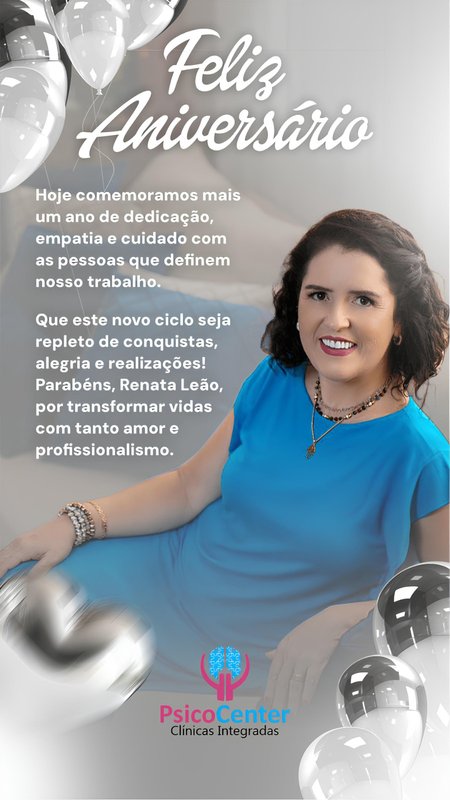 Feliz
Aniversário
Hoje comemoramos mais
um ano de dedicação,
empatia e cuidado com
as pessoas que definem
nosso trabalho.
Que este novo ciclo seja
repleto de conquistas,
alegria e realizações!
Parabéns, Renata Leão,
por transformar vidas
com tanto amor e
profissionalismo.
PsicoCenter
Clínicas Integradas